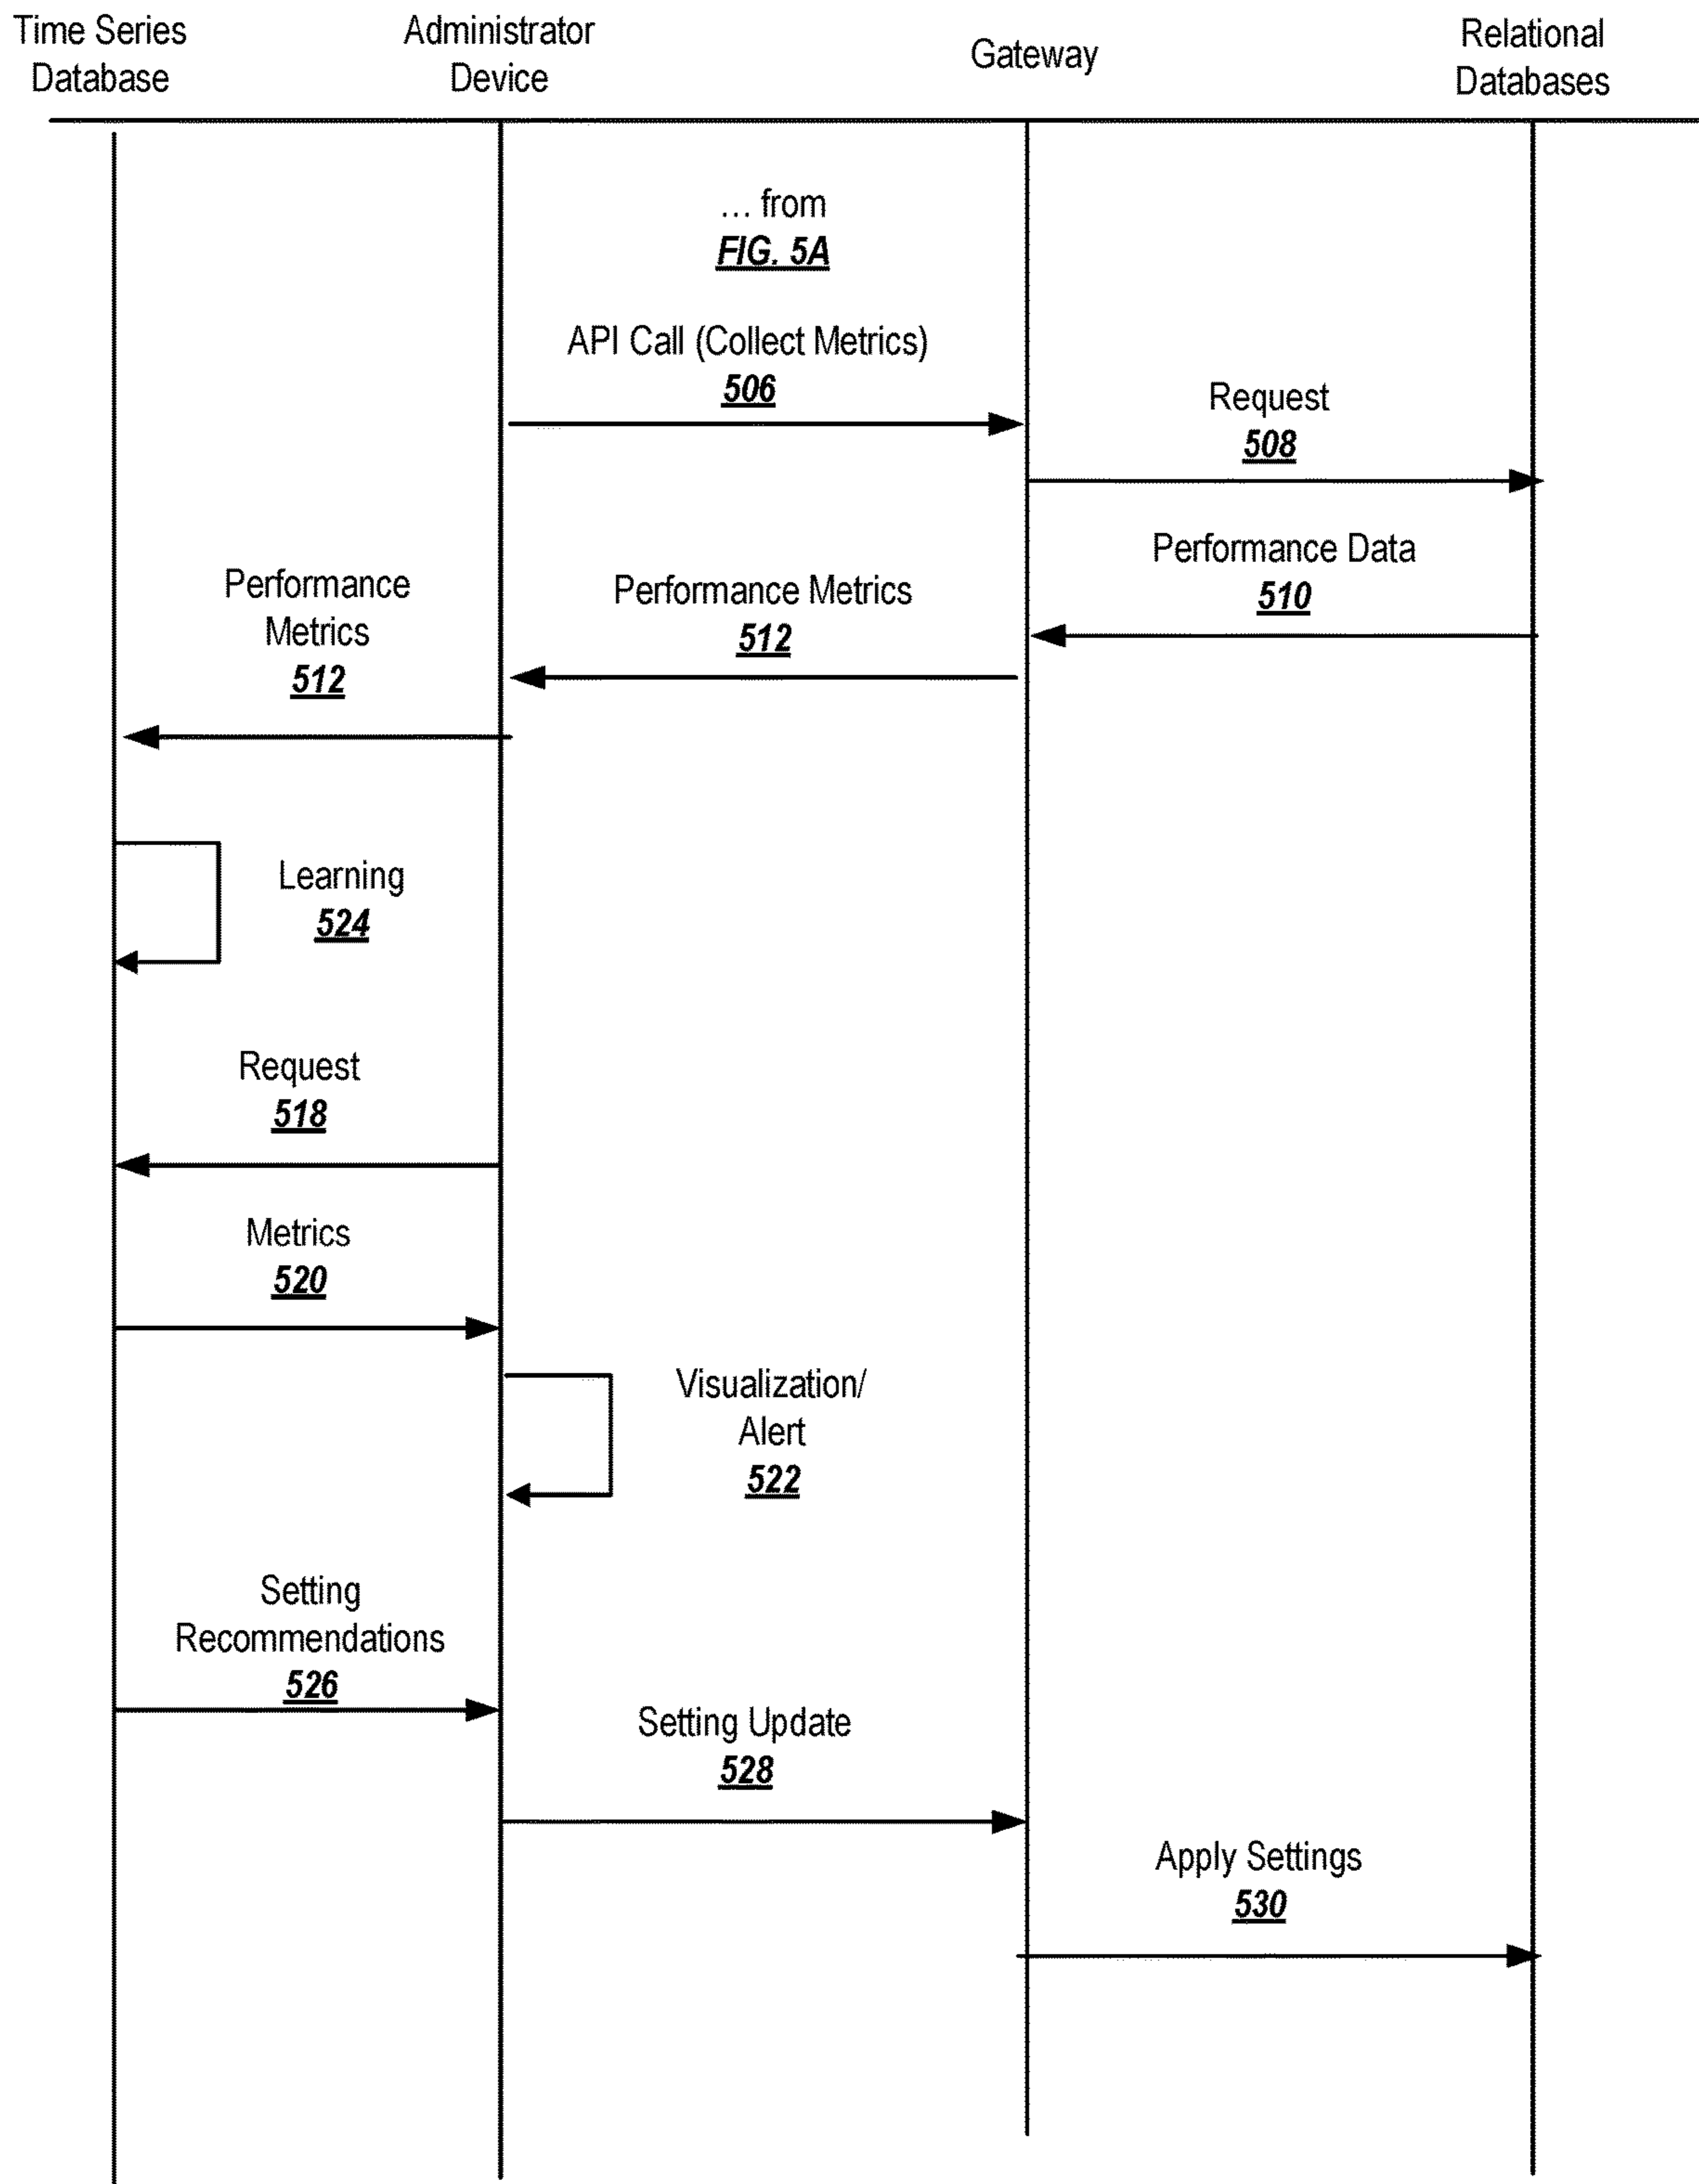 Time Series
Database
Administrator
Device
Gateway
Relational
Databases
... from
FIG. 5A
API Call (Collect Metrics)
506
Request
508
Performance Data
510
Performance Metrics
512
Performance
Metrics
512
Learning
524
Request
518
Metrics
520
Visualization/
Alert
522
Setting
Recommendations
526
Setting Update
528
Apply Settings
530